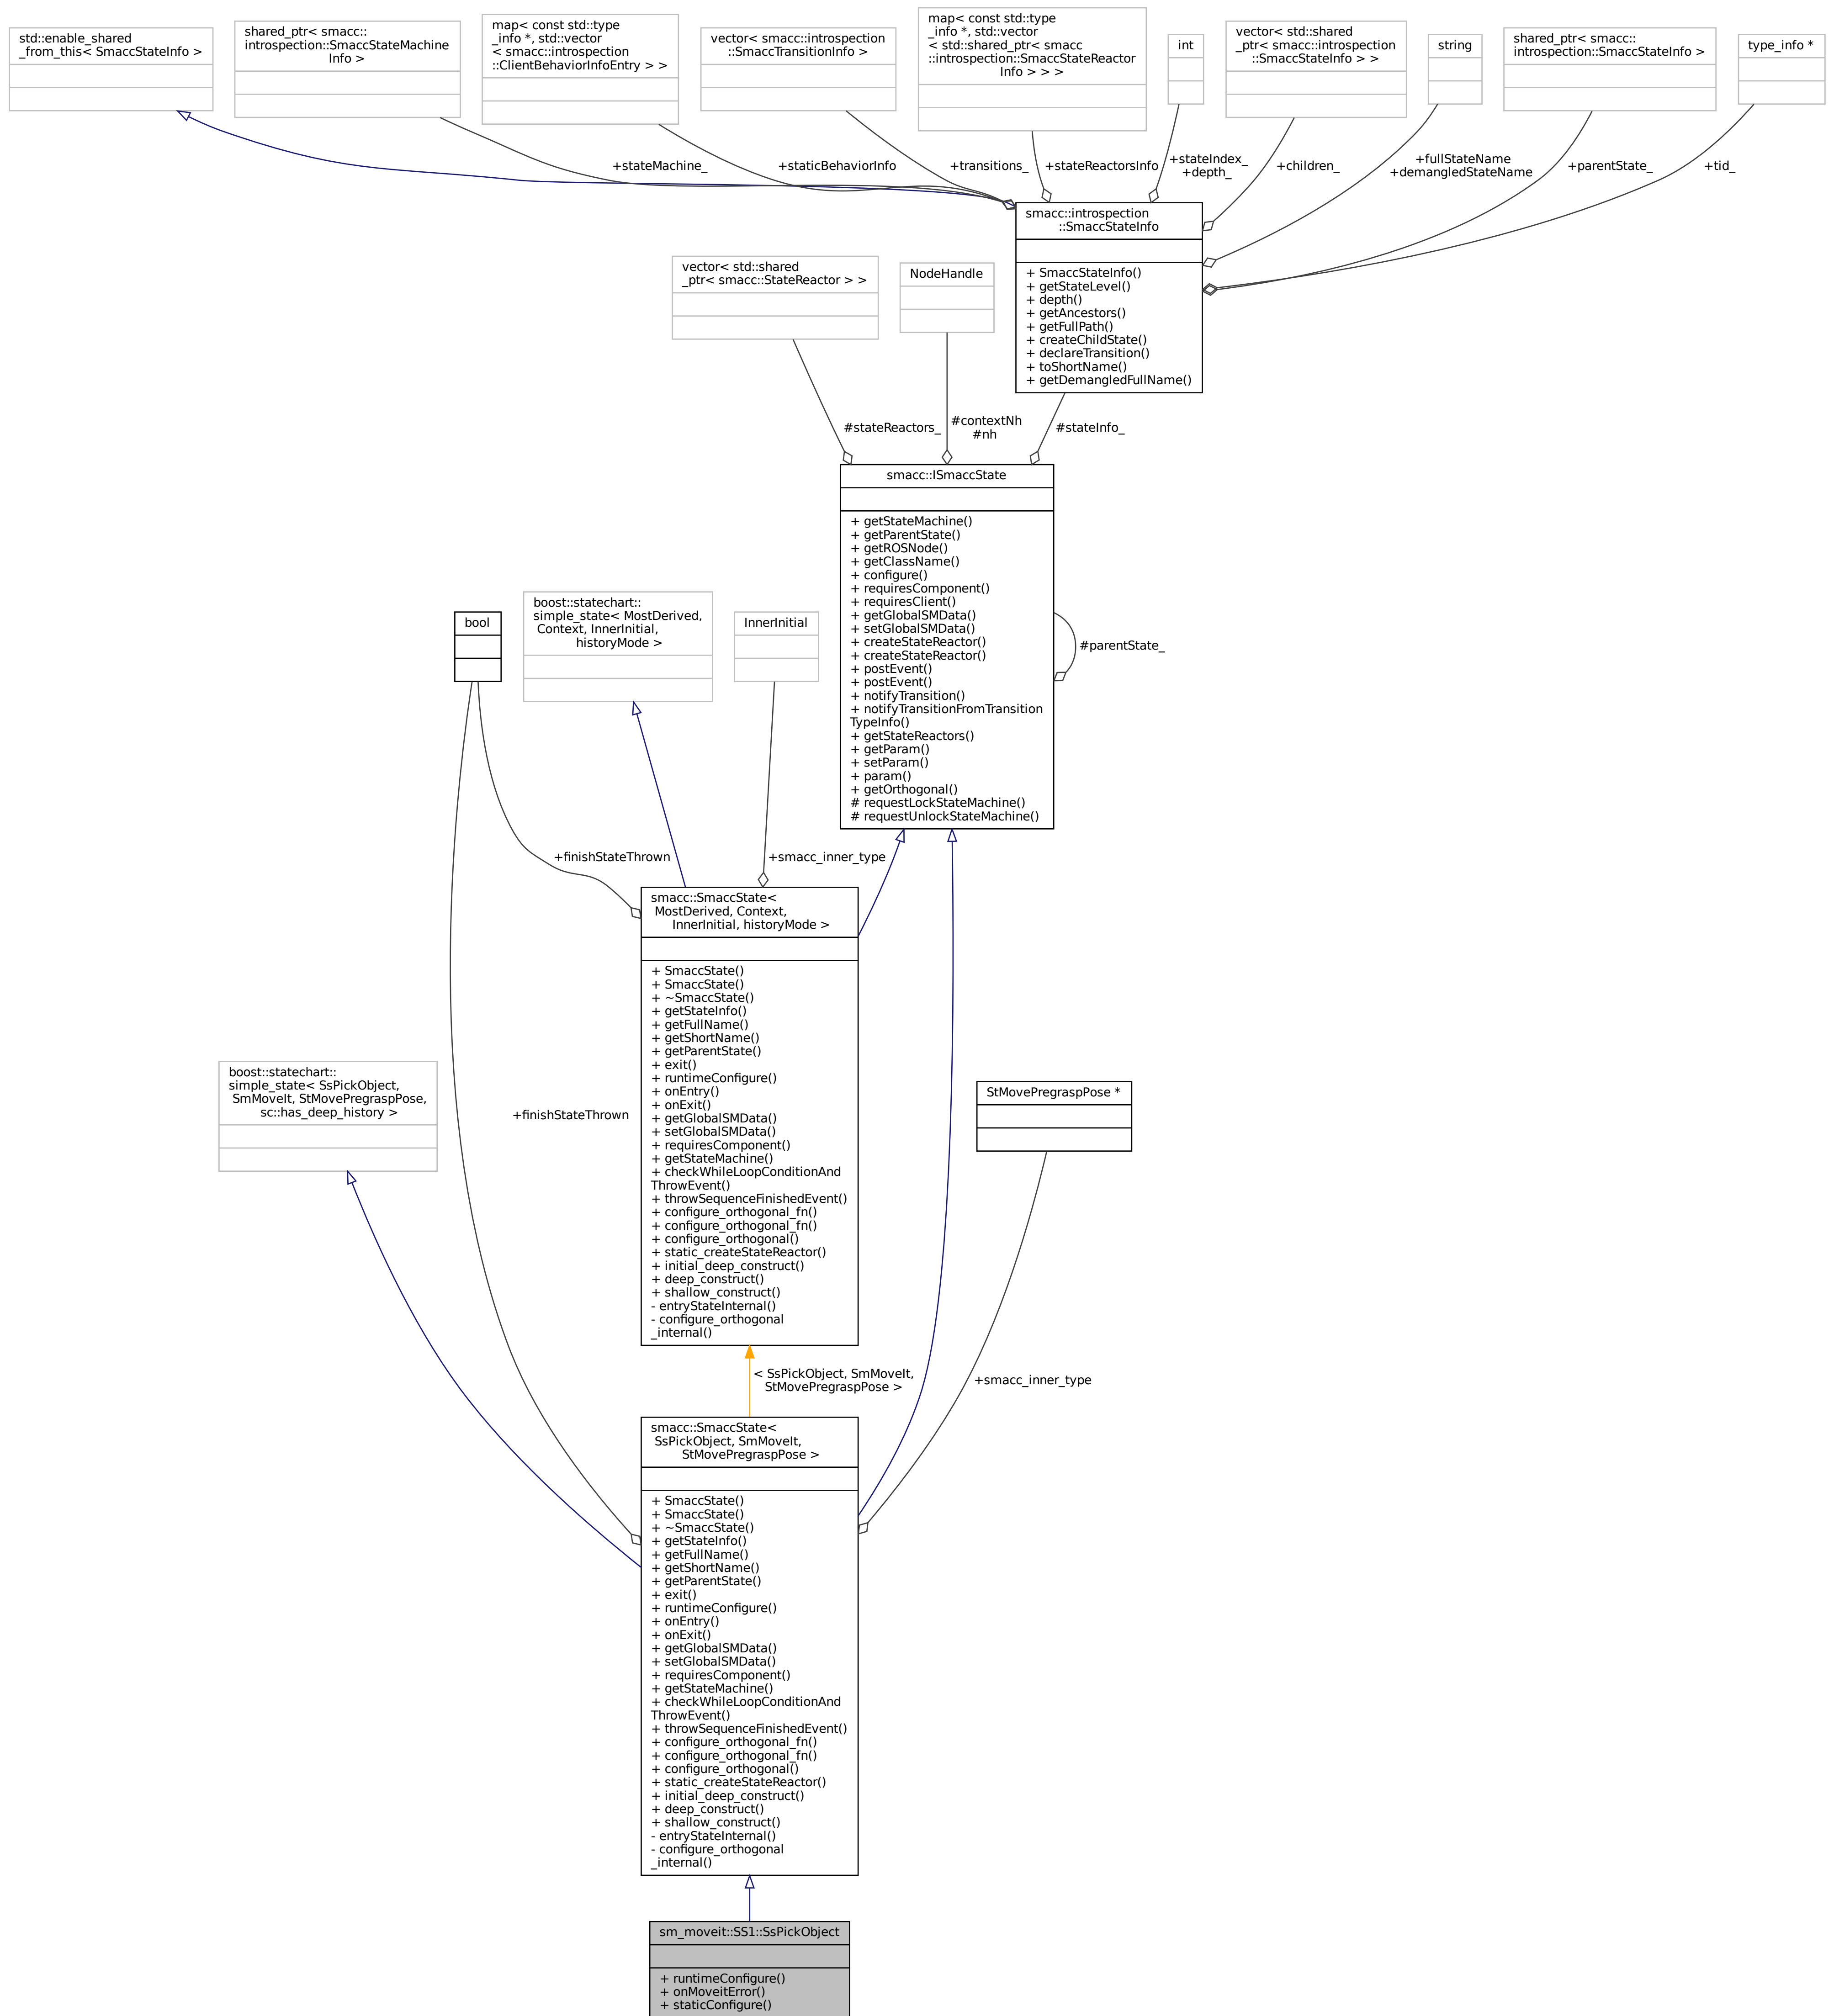 std::enable_shared
_from_this< SmaccStateInfo >
shared_ptr< smacc::
introspection::SmaccStateMachine
Info >
map< const std::type
_info *, std::vector
< smacc::introspection
::ClientBehaviorInfoEntry > >
vector< smacc::introspection
::SmaccTransitionInfo >
map< const std::type
_info *, std::vector
< std::shared_ptr< smacc
::introspection::SmaccStateReactor
Info > > >
int
vector< std::shared
_ptr< smacc::introspection
::SmaccStateInfo > >
string
shared_ptr< smacc::
introspection::SmaccStateInfo >
type_info *
+stateMachine_
+staticBehaviorInfo
+transitions_
+stateReactorsInfo
+stateIndex_
+depth_
+children_
+fullStateName
+demangledStateName
+parentState_
+tid_
smacc::introspection
::SmaccStateInfo
+ SmaccStateInfo()
+ getStateLevel()
+ depth()
+ getAncestors()
+ getFullPath()
+ createChildState()
+ declareTransition()
+ toShortName()
+ getDemangledFullName()
vector< std::shared
_ptr< smacc::StateReactor > >
NodeHandle
#stateReactors_
#contextNh
#nh
#stateInfo_
smacc::ISmaccState
+ getStateMachine()
+ getParentState()
+ getROSNode()
+ getClassName()
+ configure()
+ requiresComponent()
+ requiresClient()
+ getGlobalSMData()
+ setGlobalSMData()
+ createStateReactor()
+ createStateReactor()
+ postEvent()
+ postEvent()
+ notifyTransition()
+ notifyTransitionFromTransition
TypeInfo()
+ getStateReactors()
+ getParam()
+ setParam()
+ param()
+ getOrthogonal()
# requestLockStateMachine()
# requestUnlockStateMachine()
#parentState_
bool
boost::statechart::
simple_state< MostDerived,
Context, InnerInitial,
historyMode >
InnerInitial
+finishStateThrown
+smacc_inner_type
smacc::SmaccState<
MostDerived, Context,
InnerInitial, historyMode >
+ SmaccState()
+ SmaccState()
+ ~SmaccState()
+ getStateInfo()
+ getFullName()
+ getShortName()
+ getParentState()
+ exit()
+ runtimeConfigure()
+ onEntry()
+ onExit()
+ getGlobalSMData()
+ setGlobalSMData()
+ requiresComponent()
+ getStateMachine()
+ checkWhileLoopConditionAnd
ThrowEvent()
+ throwSequenceFinishedEvent()
+ configure_orthogonal_fn()
+ configure_orthogonal_fn()
+ configure_orthogonal()
+ static_createStateReactor()
+ initial_deep_construct()
+ deep_construct()
+ shallow_construct()
- entryStateInternal()
- configure_orthogonal
_internal()
boost::statechart::
simple_state< SsPickObject,
SmMoveIt, StMovePregraspPose,
sc::has_deep_history >
+finishStateThrown
StMovePregraspPose *
< SsPickObject, SmMoveIt,
StMovePregraspPose >
+smacc_inner_type
smacc::SmaccState<
SsPickObject, SmMoveIt,
StMovePregraspPose >
+ SmaccState()
+ SmaccState()
+ ~SmaccState()
+ getStateInfo()
+ getFullName()
+ getShortName()
+ getParentState()
+ exit()
+ runtimeConfigure()
+ onEntry()
+ onExit()
+ getGlobalSMData()
+ setGlobalSMData()
+ requiresComponent()
+ getStateMachine()
+ checkWhileLoopConditionAnd
ThrowEvent()
+ throwSequenceFinishedEvent()
+ configure_orthogonal_fn()
+ configure_orthogonal_fn()
+ configure_orthogonal()
+ static_createStateReactor()
+ initial_deep_construct()
+ deep_construct()
+ shallow_construct()
- entryStateInternal()
- configure_orthogonal
_internal()
sm_moveit::SS1::SsPickObject
+ runtimeConfigure()
+ onMoveitError()
+ staticConfigure()